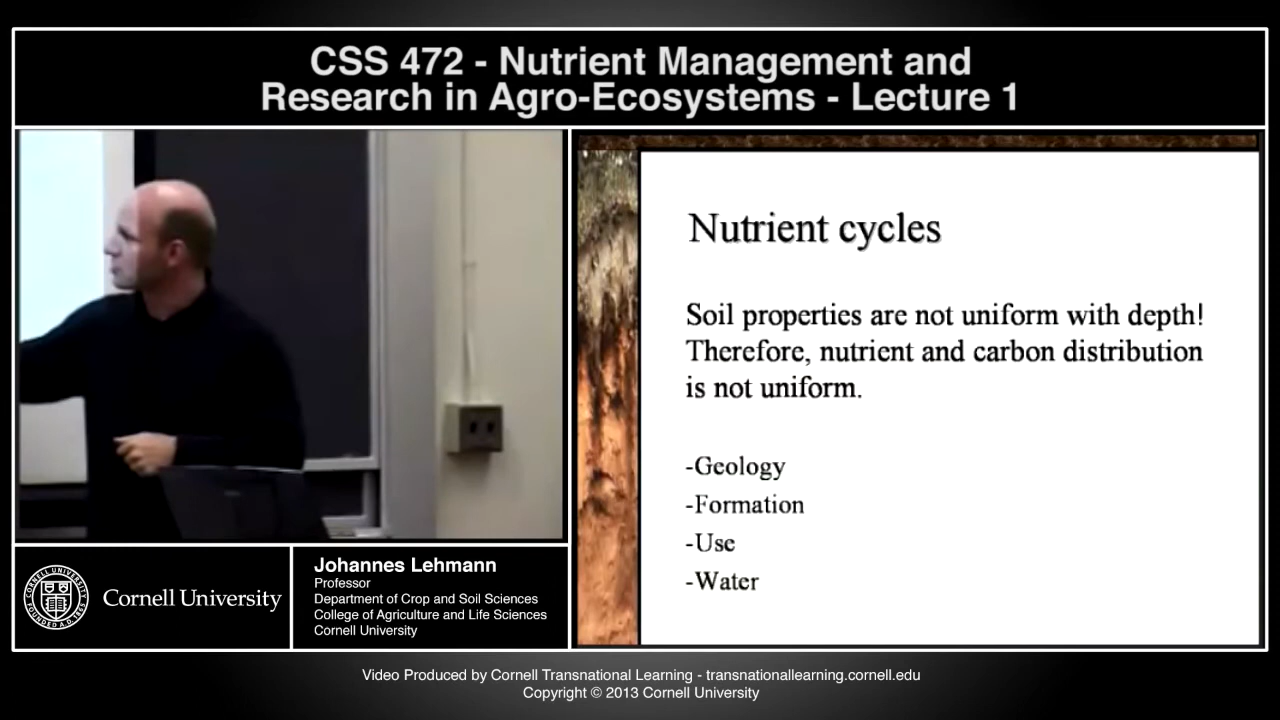 CSS 472 - Nutrient Management and
Research in Agro-Ecosystems - Lecture 1
Nutrient cycles
Soil properties are not uniform with depth!
Therefore, nutrient and carbon distribution
is not uniform.
-Geology
-Formation
-Use
-Water
Cornell University
Johannes Lehmann
Professor
Department of Crop and Soil Sciences
College of Agriculture and Life Sciences
Cornell University
Video Produced by Cornell Transnational Learning - transnationallearning.cornell.edu
Copyright © 2013 Cornell University